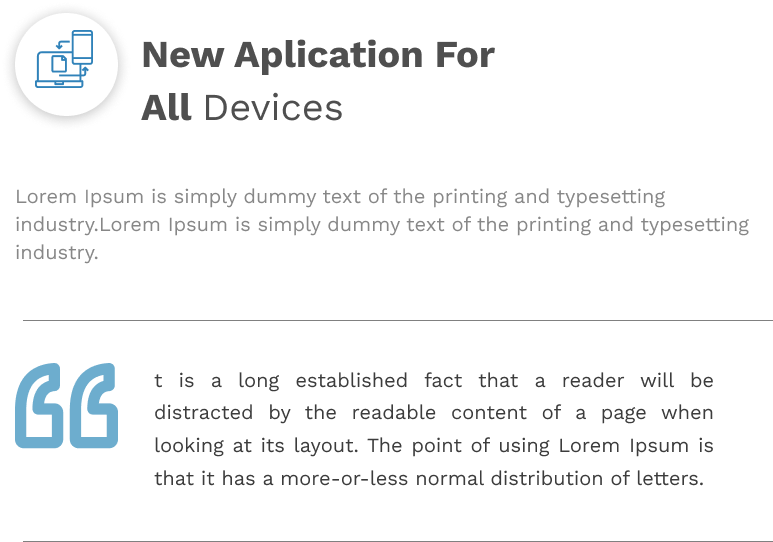 New Aplication For
All Devices
Lorem Ipsum is simply dummy text of the printing and typesetting
industry.Lorem Ipsum is simply dummy text of the printing and typesetting
industry.
t is a long established fact that a reader will be
distracted by the readable content of a page when
looking at its layout. The point of using Lorem Ipsum is
that it has a more-or-less normal distribution of letters.